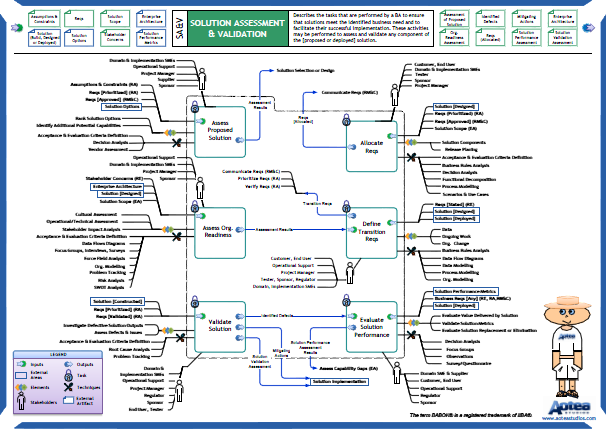 Assumptions & Constraints
Reqs
Solution Scope
Enterprise Architecture
Solution [Build, Designed or Deployed]
Solution Options
Stakeholder Concerns
Solution Performance Metrics
SA&V
SOLUTION ASSESSMENT & VALIDATION
Describes the tasks that are performed by a BA to ensure
that solutions meet the identified business need and to
facilitate their successful implementation. These activities
may be performed to assess and validate any component of
the [proposed or deployed] solution.
Assessment of Proposed Solution
Identified Defects
Mitigating Actions
Enterprise Architecture
Org. Readiness Assessment
Reqs [Allocated]
Solution Performance Assessment
Solution Validation Assessment
Domain & Implementation SMEs
Operational Support
Project Manager
Supplier
Sponsor
Assumptions & Constraints (RA)
Reqs [Prioritized] (RA)
Reqs [Approved] (RM&C)
Solution Options
Rank Solution Options
Identify Additional Potential Capabilities
Acceptance & Evaluation Criteria Definition
Decision Analysis
Vendor Assessment
Assess Proposed Solution
Assessment Results
Solution Selection or Design
Communicate Reqs (RM&C)
Reqs [Allocated]
Customer, End User
Domain & Implementation SMEs
Tester
Sponsor
Project Manager
Allocate Reqs
Solution [Designed]
Reqs [Prioritized] (RA)
Reqs [Approved] (RM&C)
Solution Scope (EA)
Solution Components
Release Planing
Acceptance & Evaluation Criteria Definition
Business Rules Analysis
Decision Analysis
Functional Decomposition
Process Modelling
Scenarios & Use Cases
Operational Support
Domain & Implementation SMEs
Project Manager
Sponsor
Stakeholder Concerns (RE)
Enterprise Architecture
Solution [Designed]
Solution Scope (EA)
Cultural Assessment
Operational/Technical Assessment
Stakeholder Impact Analysis
Acceptance & Evaluation Criteria Definition
Data Flows Diagrams
Focus Groups, Interviews, Surveys
Force Field Analysis
Org. Modelling
Problem Tracking
Risk Analysis
SWOT Analysis
Assess Org. Readiness
Assessment Results
Communicate Reqs (RM&C)
Prioritize Reqs (RA)
Verify Reqs (RA)
Transition Reqs
Define Transition Reqs
Reqs [Stated] (RE)
Solution [Designed]
Solution [Deployed]
Data
Ongoing Work
Org. Change
Business Rules Analysis
Data Flow Diagrams
Data Modelling
Process Modelling
Org. Modelling
Customer, End User
Operational Support
Project Manager
Tester, Sponsor, Regulator
Domain, Implementation SMEs
Solution [Constructed]
Reqs [Prioritized] (RA)
Reqs [Validated] (RA)
Investigate Defective Solution Outputs
Assess Defects & Issues
Acceptance & Evaluation Criteria Definition
Root Cause Analysis
Problem Tracking
Validate Solution
Identified Defects
Mitigating Actions
Solution Validation Assessment
Solution Performance Assessment Results
Assess Capability Gaps (EA)
Solution Implementation
Evaluate Solution Performance
Solution Performance Metrics
Solution [Deployed]
Evaluate Value Delivered by Solution
Validate Solution Metrics
Evaluate Solution Replacement or Elimination
Decision Analysis
Focus Groups
Observations
Survey/Questionnaire
Domain & Implementation SMEs
Operational Support
Project Manager
Regulator
Sponsor
End User, Tester
Domain SME & Supplier
Customer, End User
Operational Support
Regulator
Sponsor
LEGEND
Inputs
Outputs
External Areas
Task
Elements
Techniques
Stakeholders
External Artifact
The term BABOK® is a registered trademark of IIBA®
Aotea
Aotea
STUDIOS
www.aoteastudios.com